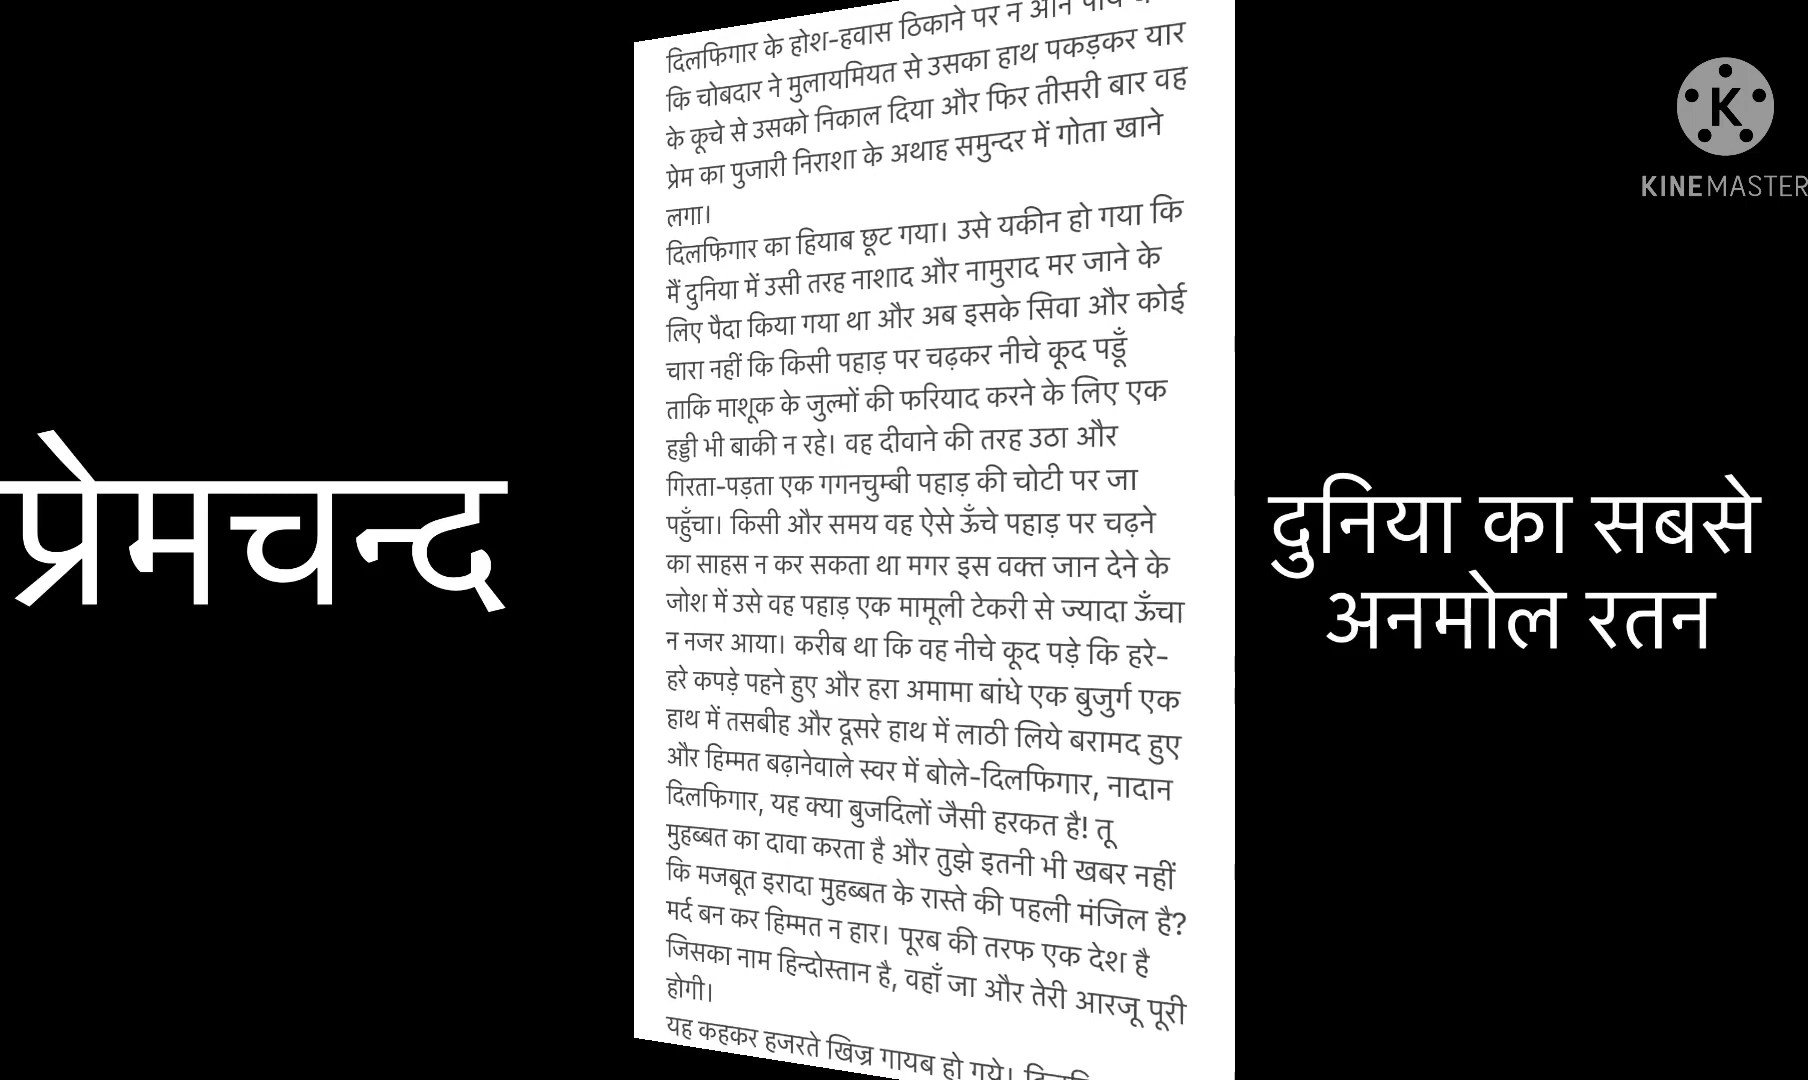 प्रेमचन्द
दिलफिगार के होश-हवास ठिकाने पर न आने पाये थे
कि चोबदार ने मुलायमियत से उसका हाथ पकड़कर यार
के कूचे से उसको निकाल दिया और फिर तीसरी बार वह
प्रेम का पुजारी निराशा के अथाह समुन्दर में गोता खाने
लगा।
दिलफिगार का हियाब छूट गया। उसे यकीन हो गया कि
मैं दुनिया में उसी तरह नाशाद और नामुराद मर जाने के
लिए पैदा किया गया था और अब इसके सिवा और कोई
चारा नहीं कि किसी पहाड़ पर चढ़कर नीचे कूद पड़ूँ
ताकि माशूक के जुल्मों की फरियाद करने के लिए एक
हड्डी भी बाकी न रहे। वह दीवाने की तरह उठा और
गिरता-पड़ता एक गगनचुम्बी पहाड़ की चोटी पर जा
पहुँचा। किसी और समय वह ऐसे ऊँचे पहाड़ पर चढ़ने
का साहस न कर सकता था मगर इस वक्त जान देने के
जोश में उसे वह पहाड़ एक मामूली टेकरी से ज्यादा ऊँचा
न नजर आया। करीब था कि वह नीचे कूद पड़े कि हरे-
हरे कपड़े पहने हुए और हरा अमामा बांधे एक बुजुर्ग एक
हाथ में तसबीह और दूसरे हाथ में लाठी लिये बरामद हुए
और हिम्मत बढ़ानेवाले स्वर में बोले-दिलफिगार, नादान
दिलफिगार, यह क्या बुजदिलों जैसी हरकत है! तू
मुहब्बत का दावा करता है और तुझे इतनी भी खबर नहीं
कि मजबूत इरादा मुहब्बत के रास्ते की पहली मंजिल है?
मर्द बन कर हिम्मत न हार। पूरब की तरफ एक देश है
जिसका नाम हिन्दोस्तान है, वहाँ जा और तेरी आरजू पूरी
होगी।
यह कहकर हजरते खिज्र गायब हो गये।
KINEMASTER
दुनिया का सबसे
अनमोल रतन